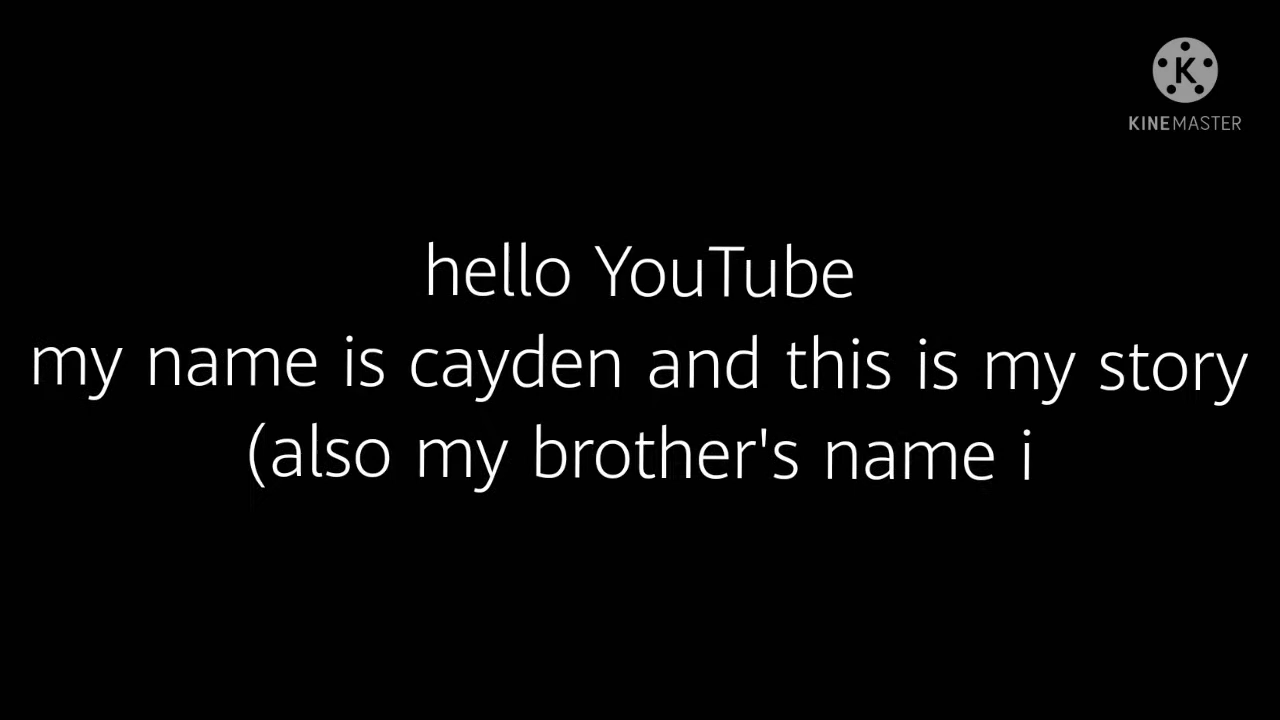 KINEMASTER
hello YouTube
my name is cayden and this is my story
(also my brother's name i